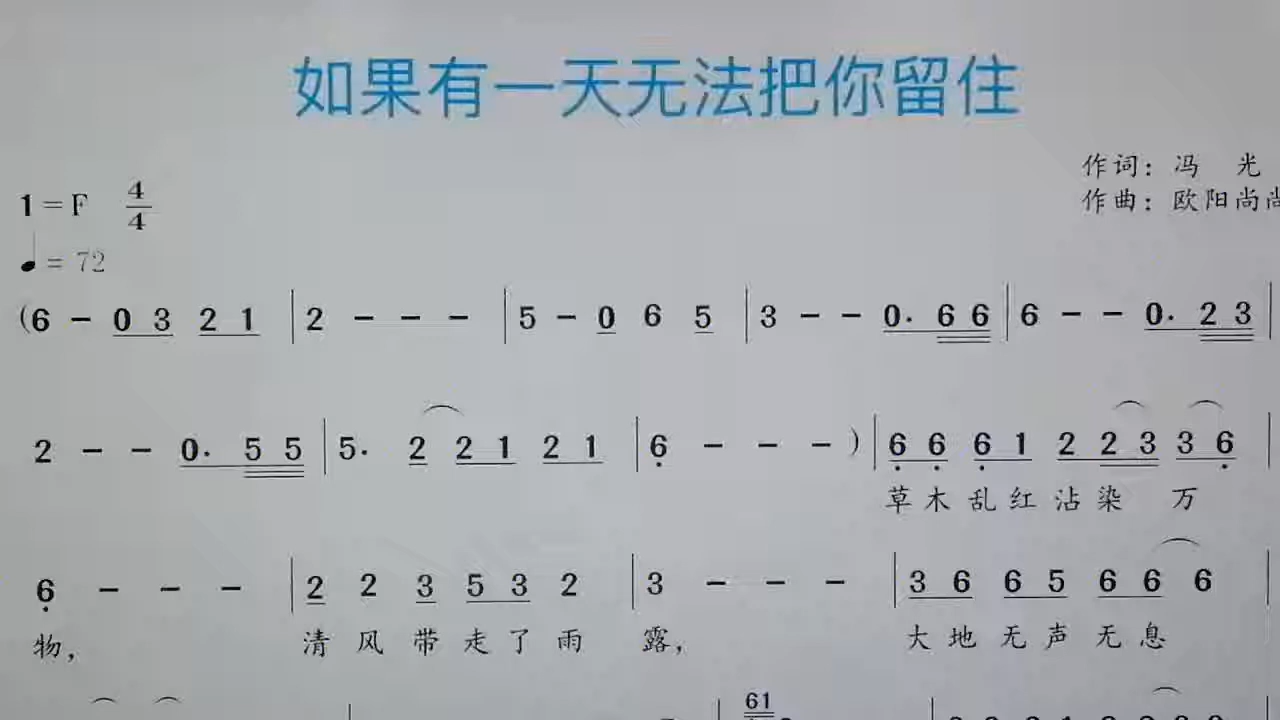 如果有一天无法把你留住
作词：冯 光
作曲：欧阳尚尚
1=F 4/4
♩= 72
(6 - 0 3 2 1 | 2 - - - | 5 - 0 6 5 | 3 - - 0. 6 6 | 6 - - 0. 2 3 |
2 - - 0. 5 5 | 5. 2 2 1 2 1 | 6 - - - ) | 6 6 6 1 2 2 3 3 6 |
草 木 乱 红 沾 染 万
6 - - - | 2 2 3 5 3 2 | 3 - - - | 3 6 6 5 6 6 6 |
物， 清 风 带 走 了 雨 露， 大 地 无 声 无 息
61